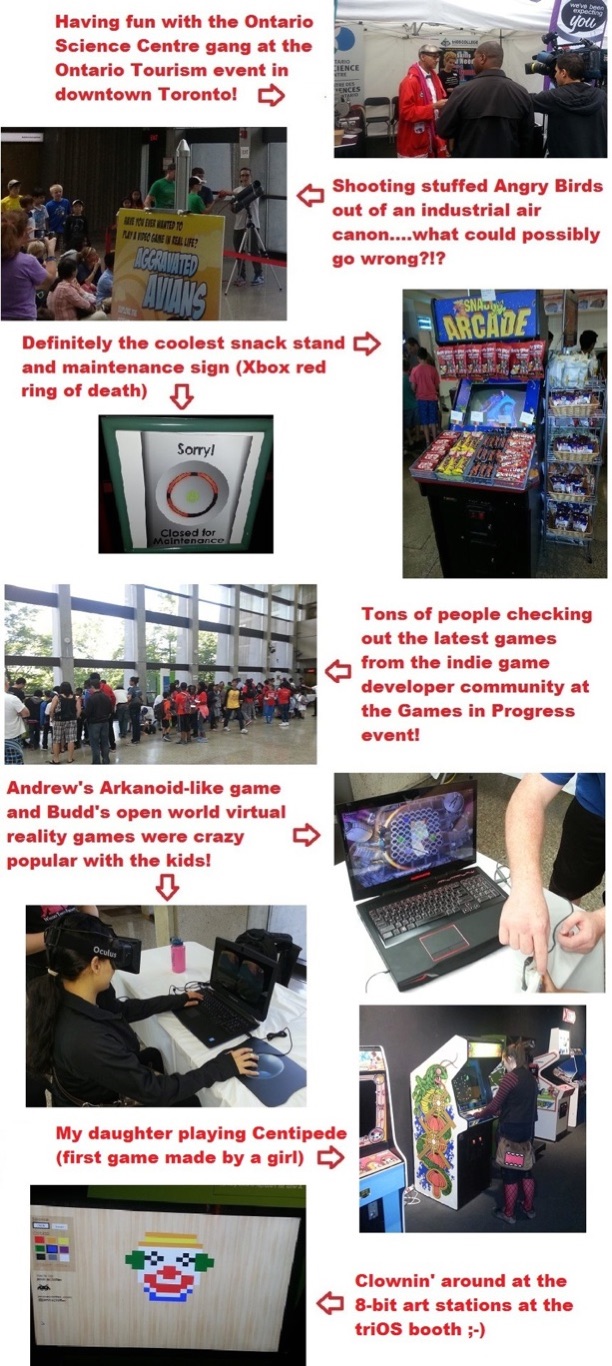 Having fun with the Ontario
Science Centre gang at the
Ontario Tourism event in
downtown Toronto!
we've been
expecting
you
Shooting stuffed Angry Birds
out of an industrial air
canon....what could possibly
go wrong?!?
HAVE YOU EVER WANTED TO
PLAY A VIDEO GAME IN REAL LIFE?
AGGRAVATED
AVIANS
Definitely the coolest snack stand
and maintenance sign (Xbox red
ring of death)
ARCADE
Sorry!
Closed for
Maintenance
Tons of people checking
out the latest games
from the indie game
developer community at
the Games in Progress
event!
Andrew's Arkanoid-like game
and Budd's open world virtual
reality games were crazy
popular with the kids!
Oculus
My daughter playing Centipede
(first game made by a girl)
Clownin' around at the
8-bit art stations at the
triOS booth ;-)